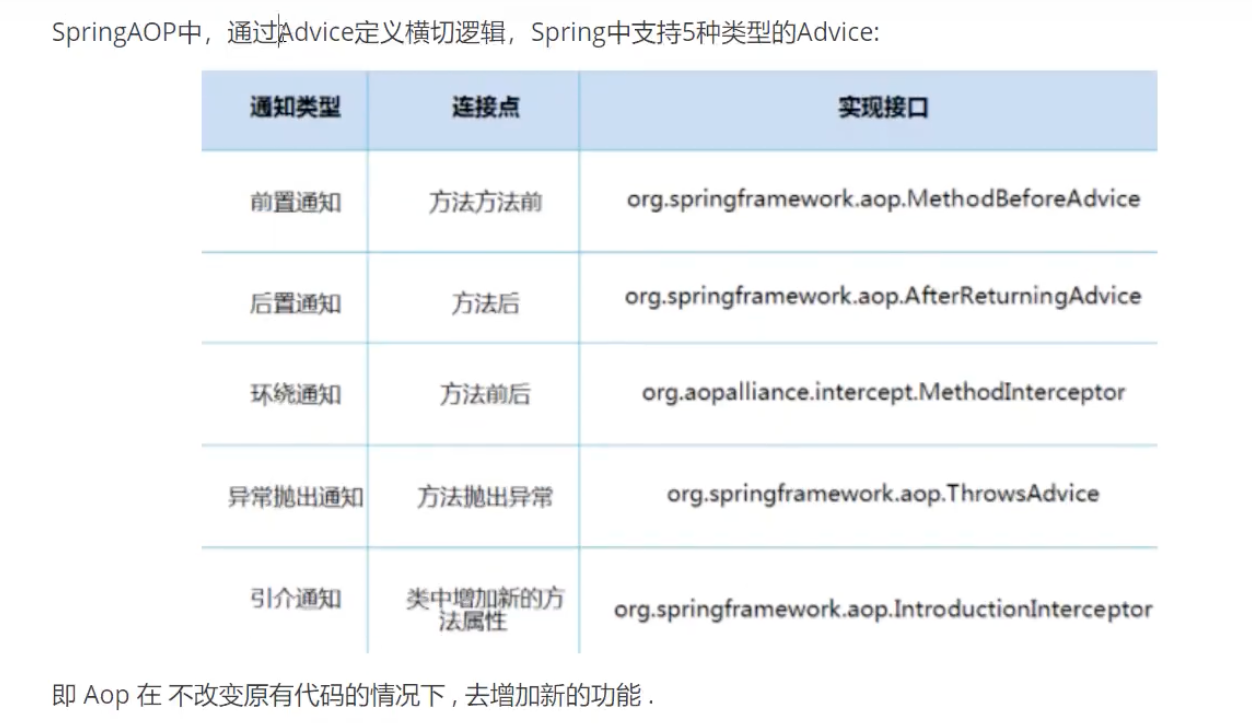 SpringAOP中，通过Advice定义横切逻辑，Spring中支持5种类型的Advice:
通知类型 连接点 实现接口
前置通知 方法方法前 org.springframework.aop.MethodBeforeAdvice
后置通知 方法后 org.springframework.aop.AfterReturningAdvice
环绕通知 方法前后 org.aopalliance.intercept.MethodInterceptor
异常抛出通知 方法抛出异常 org.springframework.aop.ThrowsAdvice
引介通知 类中增加新的方
法属性 org.springframework.aop.IntroductionInterceptor
即 Aop 在 不改变原有代码的情况下 , 去增加新的功能 .